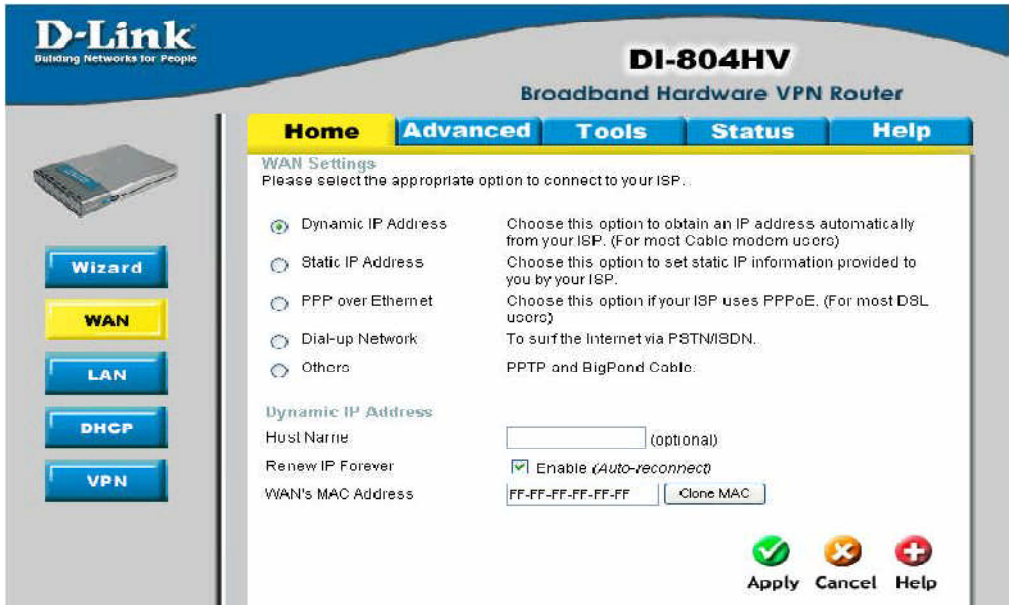 D-Link
Building Networks for People
DI-804HV
Broadband Hardware VPN Router
Home
Advanced
Tools
Status
Help
WAN Settings
Please select the appropriate option to connect to your ISP.
Dynamic IP Address
Choose this option to obtain an IP address automatically
from your ISP. (For most Cable modem users)
Static IP Address
Choose this option to set static IP information provided to
you by your ISP.
PPP over Ethernet
Choose this option if your ISP uses PPPoE. (For most DSL
users)
Dial-up Network
To surf the Internet via PSTN/ISDN.
Others
PPTP and BigPond Cable.
Wizard
WAN
LAN
DHCP
VPN
Dynamic IP Address
Host Name
(optional)
Renew IP Forever
Enable (Auto-reconnect)
WAN's MAC Address
FF-FF-FF-FF-FF-FF
Clone MAC
Apply
Cancel
Help